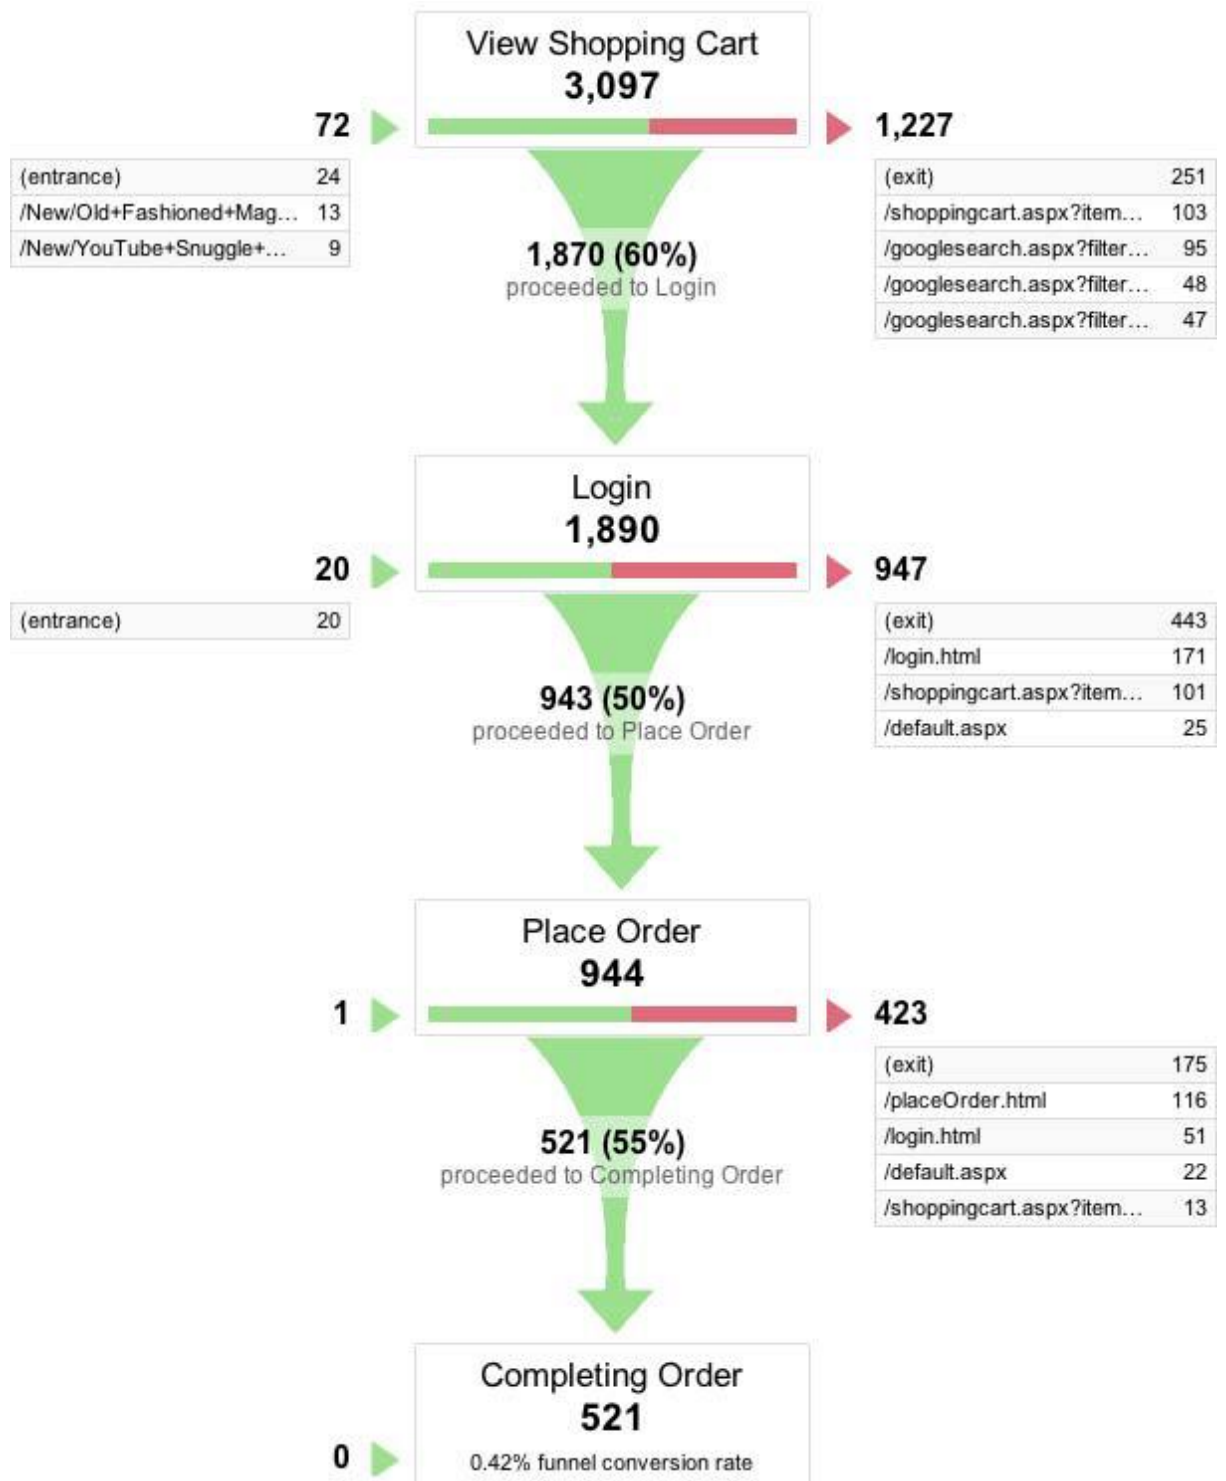 View Shopping Cart
3,097
72
1,227
(entrance) 24
/New/Old+Fashioned+Mag... 13
/New/YouTube+Snuggle+... 9
(exit) 251
/shoppingcart.aspx?item... 103
/googlesearch.aspx?filter... 95
/googlesearch.aspx?filter... 48
/googlesearch.aspx?filter... 47
1,870 (60%)
proceeded to Login
Login
1,890
20
947
(entrance) 20
(exit) 443
/login.html 171
/shoppingcart.aspx?item... 101
/default.aspx 25
943 (50%)
proceeded to Place Order
Place Order
944
1
423
(exit) 175
/placeOrder.html 116
/login.html 51
/default.aspx 22
/shoppingcart.aspx?item... 13
521 (55%)
proceeded to Completing Order
Completing Order
521
0
0.42% funnel conversion rate